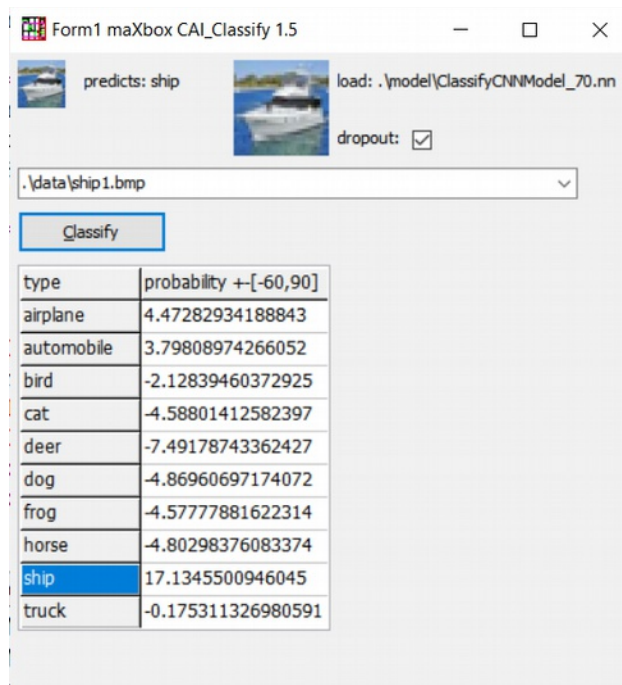 Form1 maXbox CAI_Classify 1.5
predicts: ship
load: .\model\ClassifyCNNModel_70.nn
dropout:
.\data\ship1.bmp
Classify
type probability +-[-60,90]
airplane 4.47282934188843
automobile 3.79808974266052
bird -2.12839460372925
cat -4.58801412582397
deer -7.49178743362427
dog -4.86960697174072
frog -4.57777881622314
horse -4.80298376083374
ship 17.1345500946045
truck -0.175311326980591